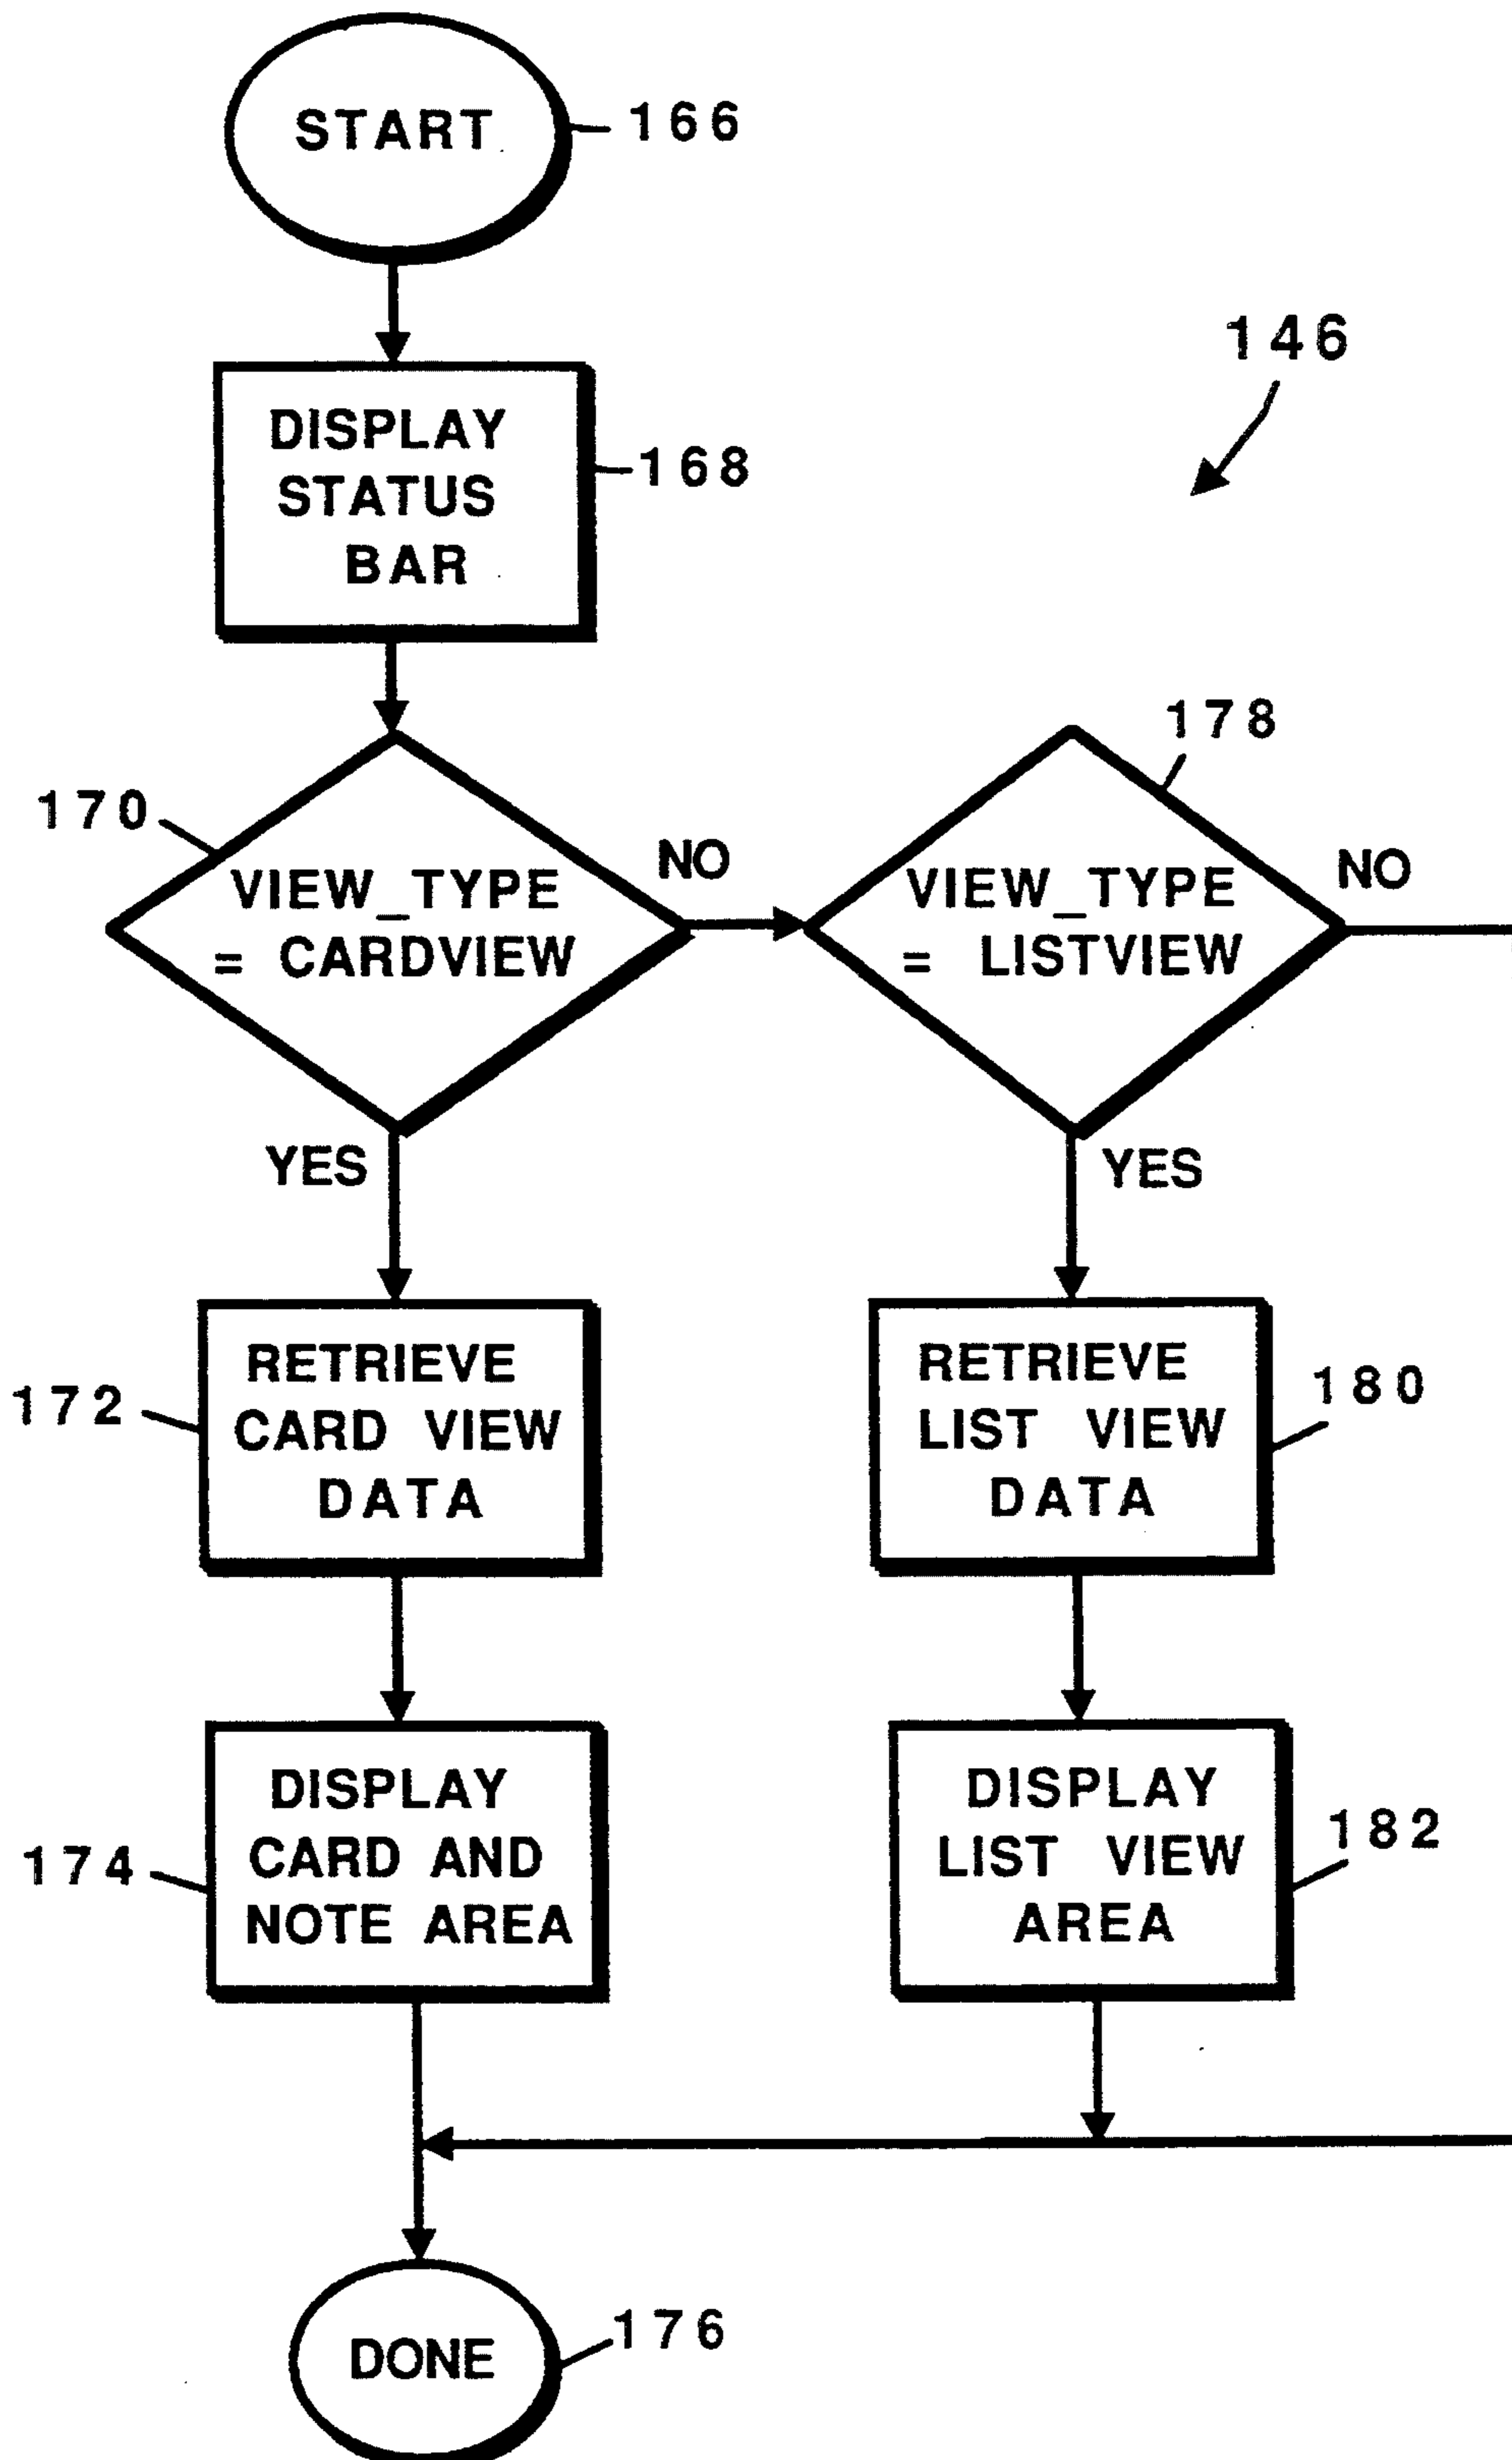 START
166
146
DISPLAY
STATUS
BAR
168
170
VIEW_TYPE
= CARDVIEW
NO
178
VIEW_TYPE
= LISTVIEW
NO
YES
YES
172
RETRIEVE
CARD VIEW
DATA
RETRIEVE
LIST VIEW
DATA
180
174
DISPLAY
CARD AND
NOTE AREA
DISPLAY
LIST VIEW
AREA
182
DONE
176